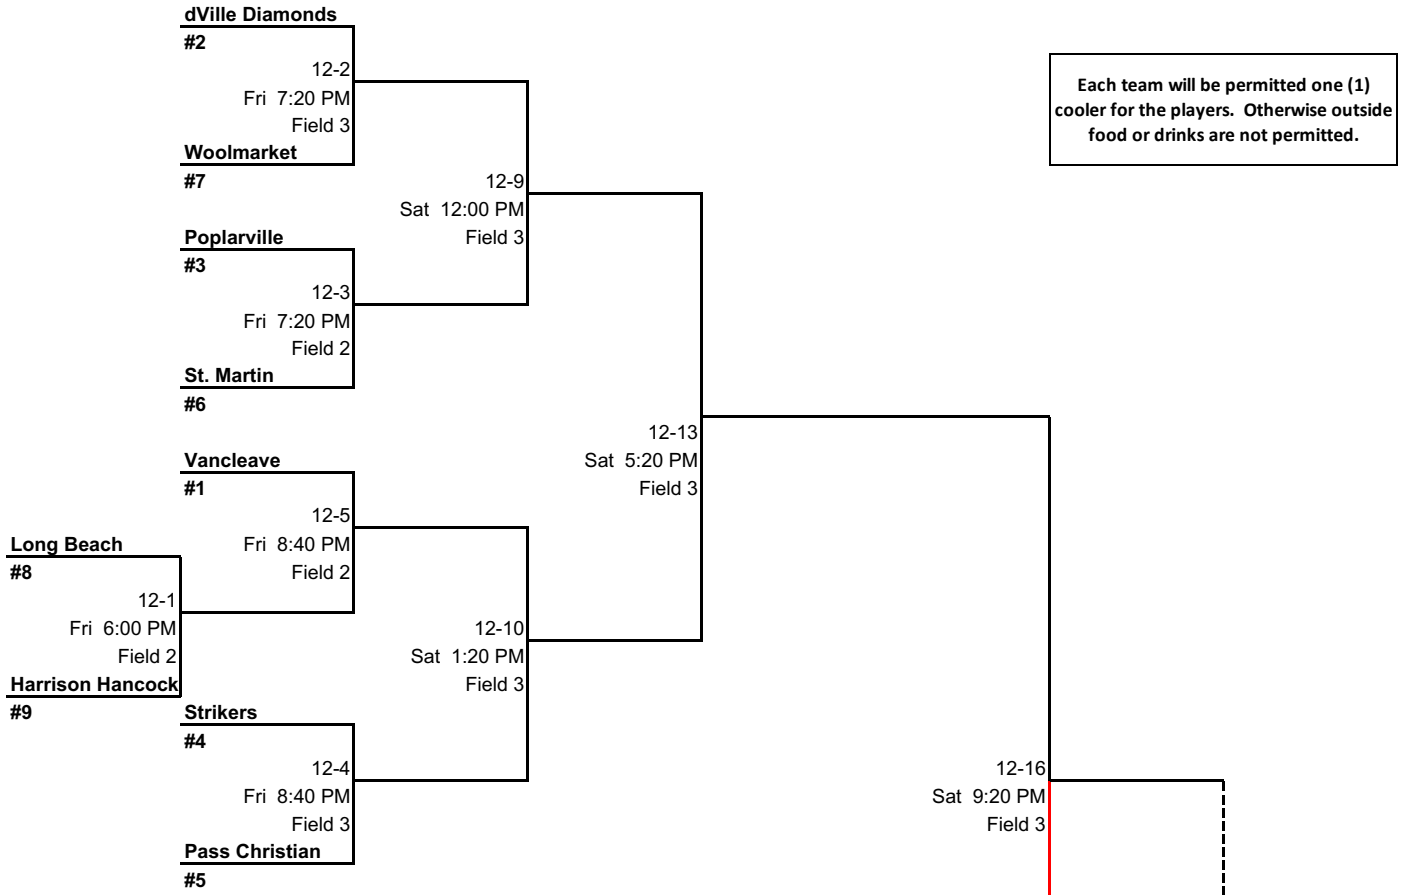 dVille Diamonds
#2
12-2
Fri  7:20 PM
Field 3
Woolmarket
#7
Each team will be permitted one (1)
cooler for the players.  Otherwise outside
food or drinks are not permitted.
12-9
Sat  12:00 PM
Field 3
Poplarville
#3
12-3
Fri  7:20 PM
Field 2
St. Martin
#6
12-13
Sat  5:20 PM
Field 3
Vancleave
#1
12-5
Fri  8:40 PM
Field 2
Long Beach
#8
12-1
Fri  6:00 PM
Field 2
Harrison Hancock
#9
12-10
Sat  1:20 PM
Field 3
Strikers
#4
12-4
Fri  8:40 PM
Field 3
Pass Christian
#5
12-16
Sat  9:20 PM
Field 3